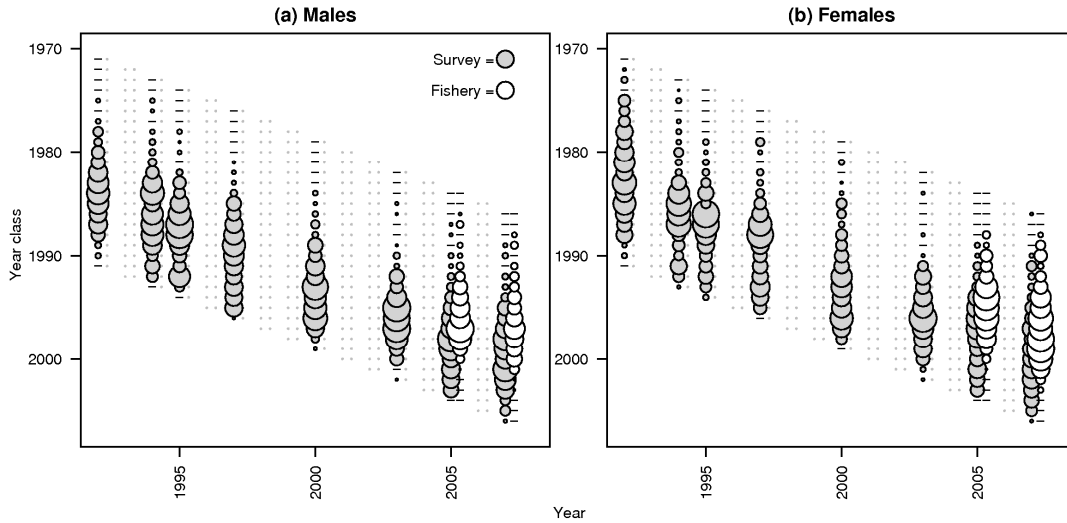 (a) Males
(b) Females
Survey =
Fishery =
1970
1980
1990
2000
Year class
1970
1980
1990
2000
1995
2000
2005
1995
2000
2005
Year